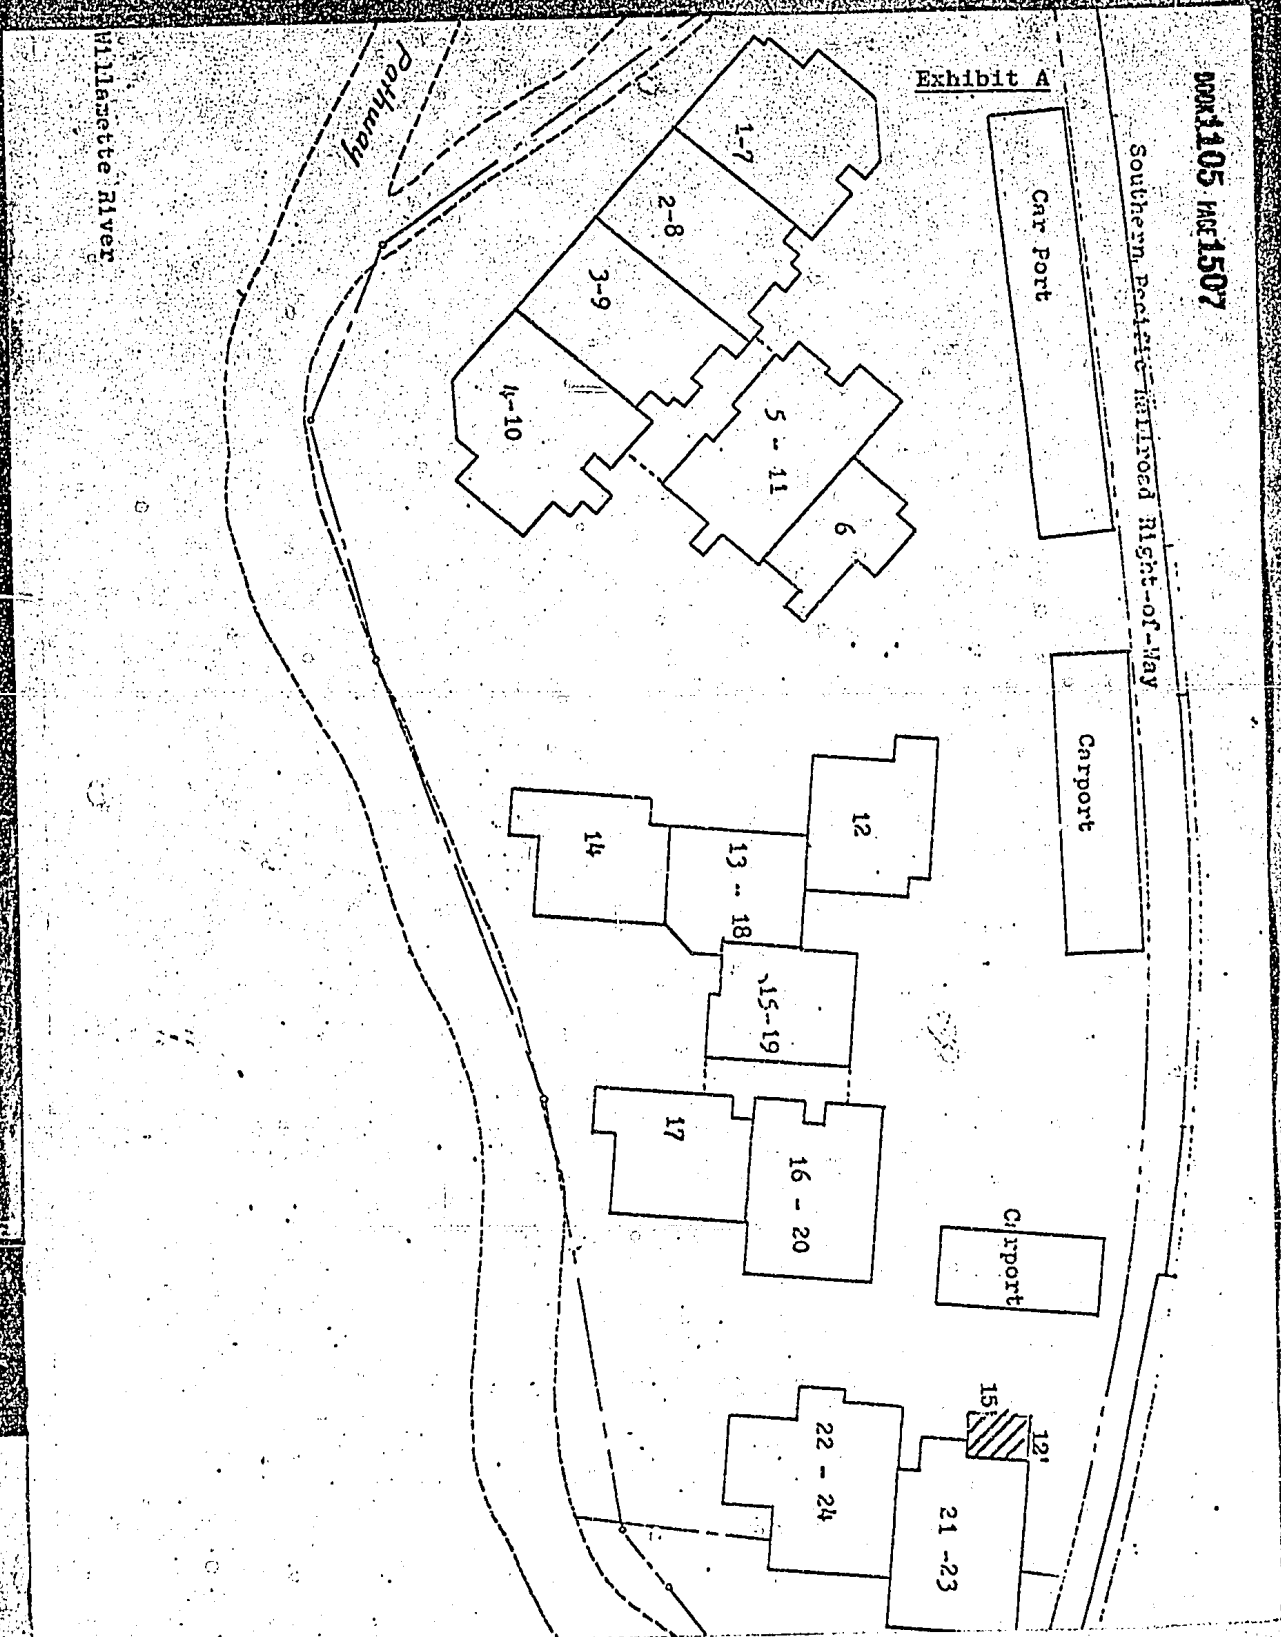 BOOK 1105 PAGE 1507
Exhibit A
Southern Pacific Railroad Right-of-Way
Car Port
Carport
Carport
Pathway
Willamette River
1-7
2-8
3-9
4-10
5 - 11
6
12
13 - 18
14
15-19
16 - 20
17
15'
12'
22 - 24
21 -23